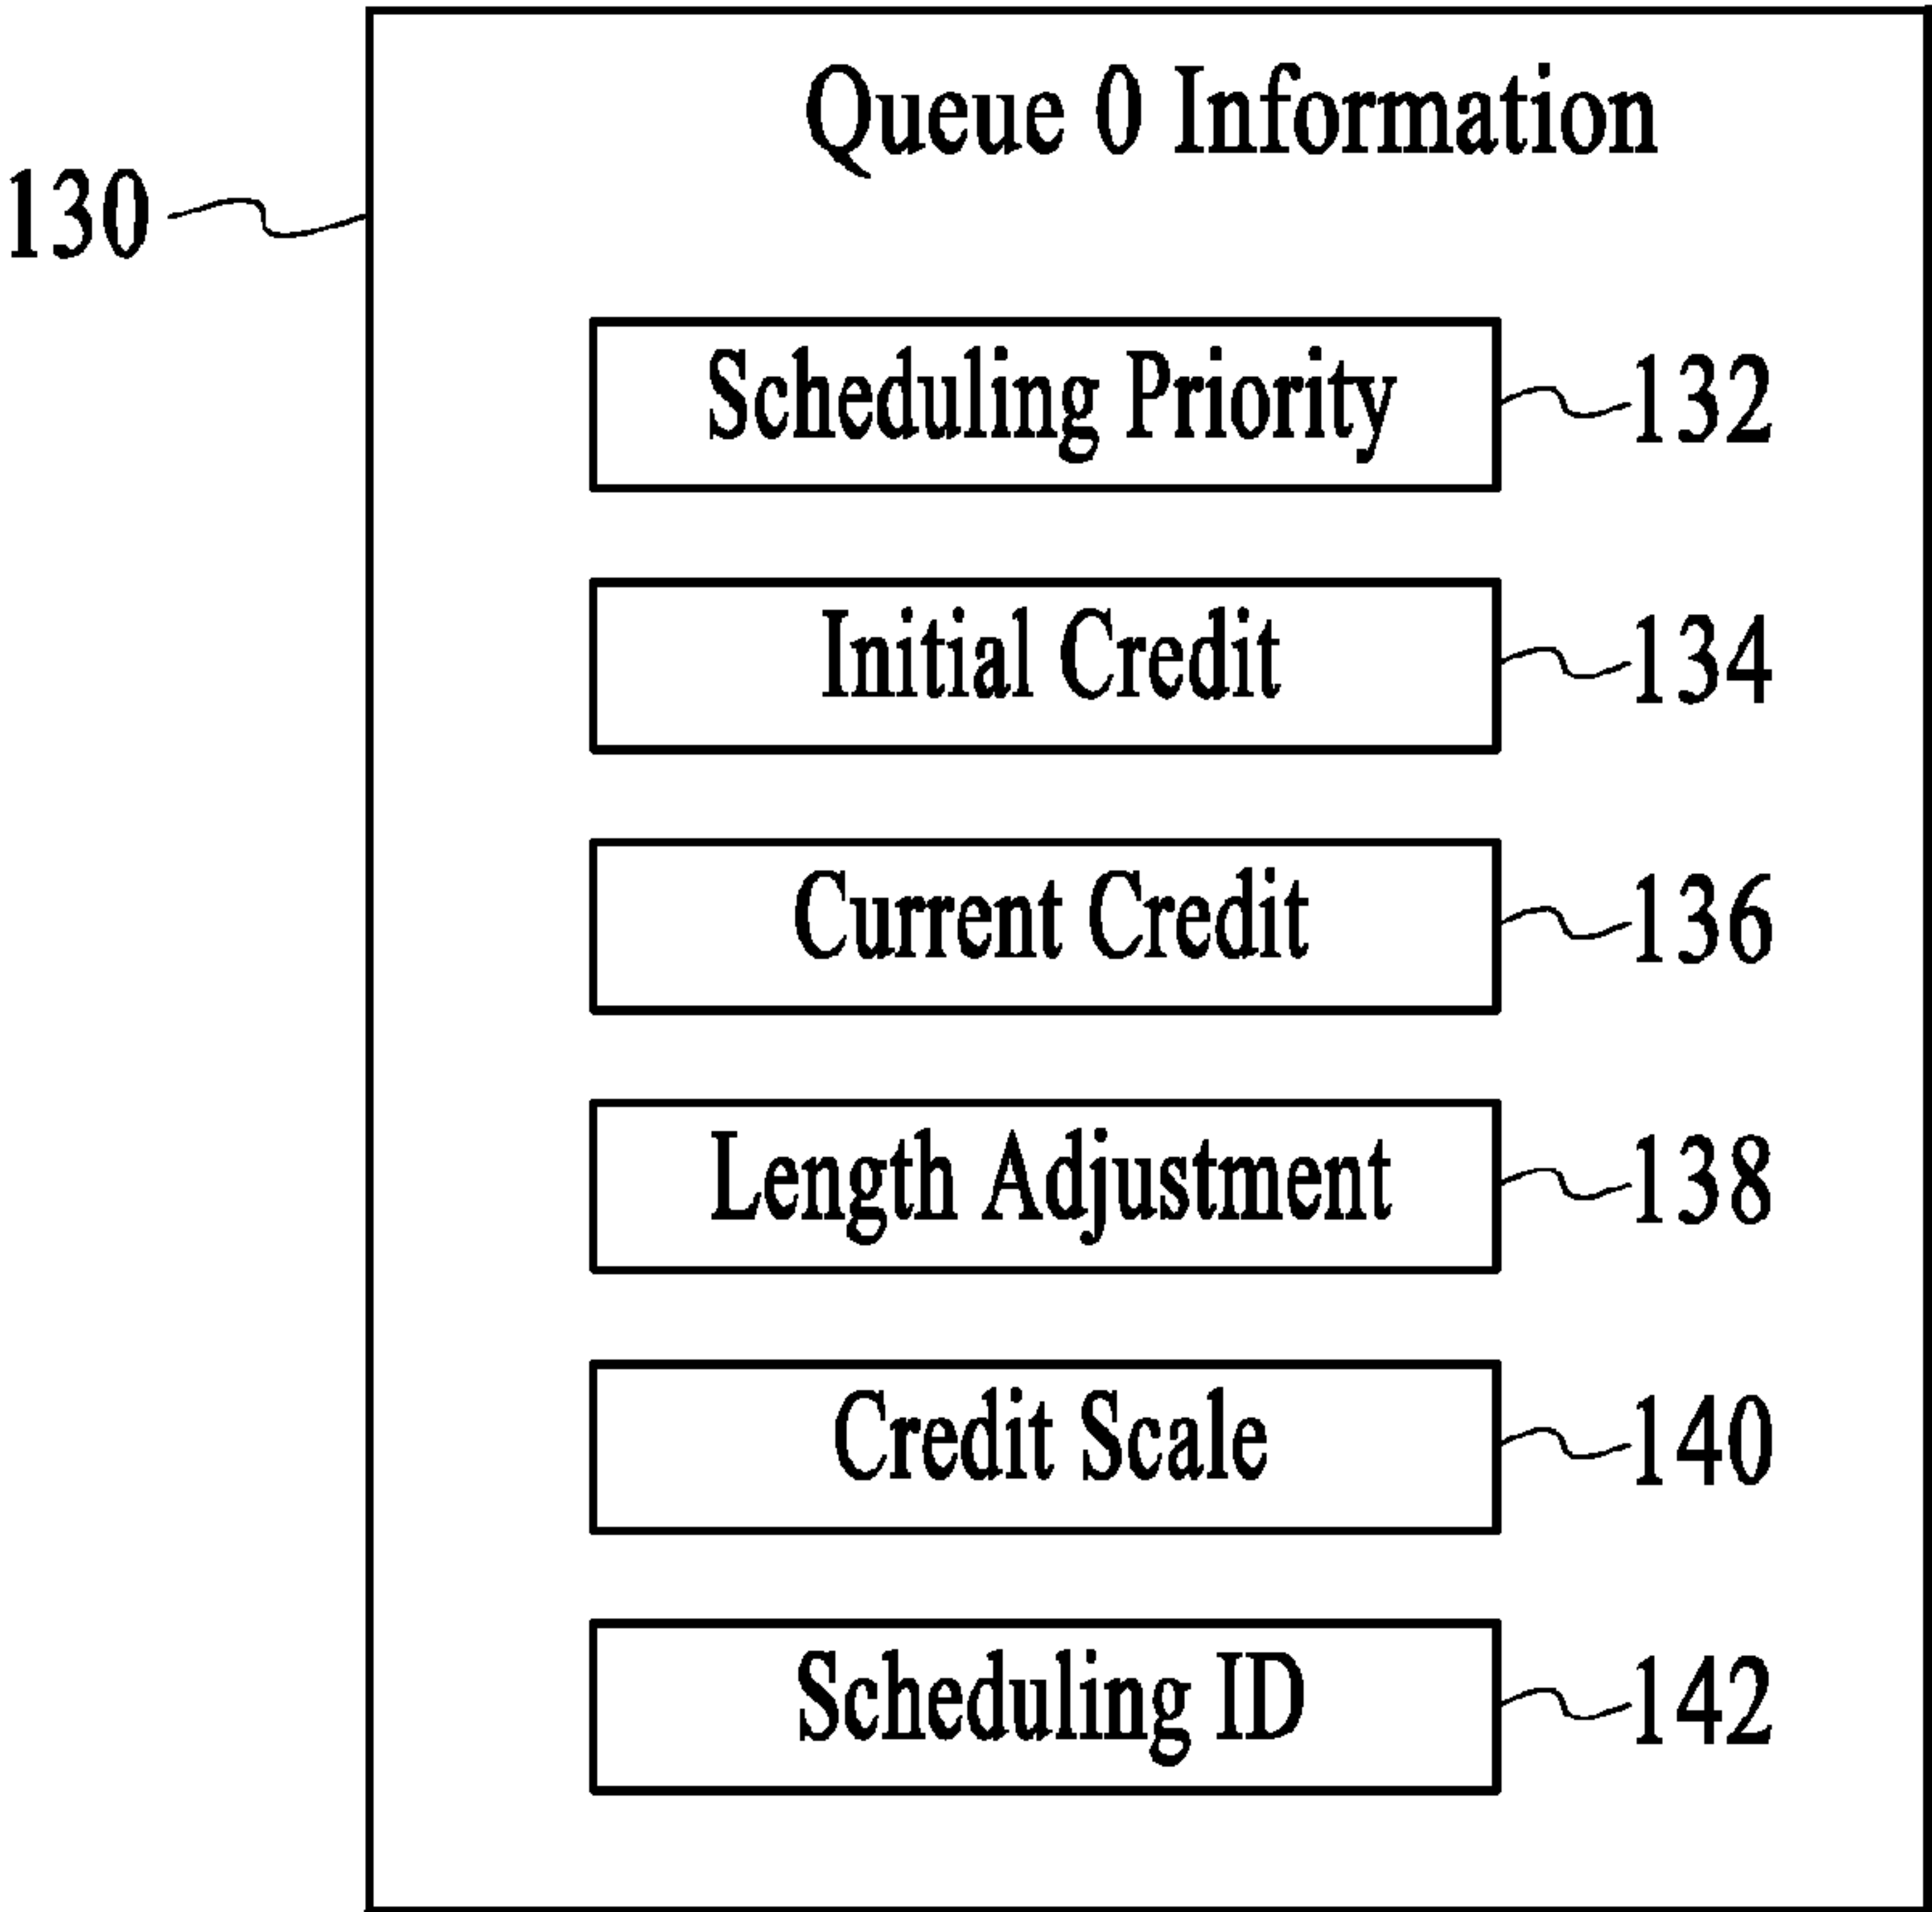 Queue 0 Information
130
Scheduling Priority 132
Initial Credit 134
Current Credit 136
Length Adjustment 138
Credit Scale 140
Scheduling ID 142